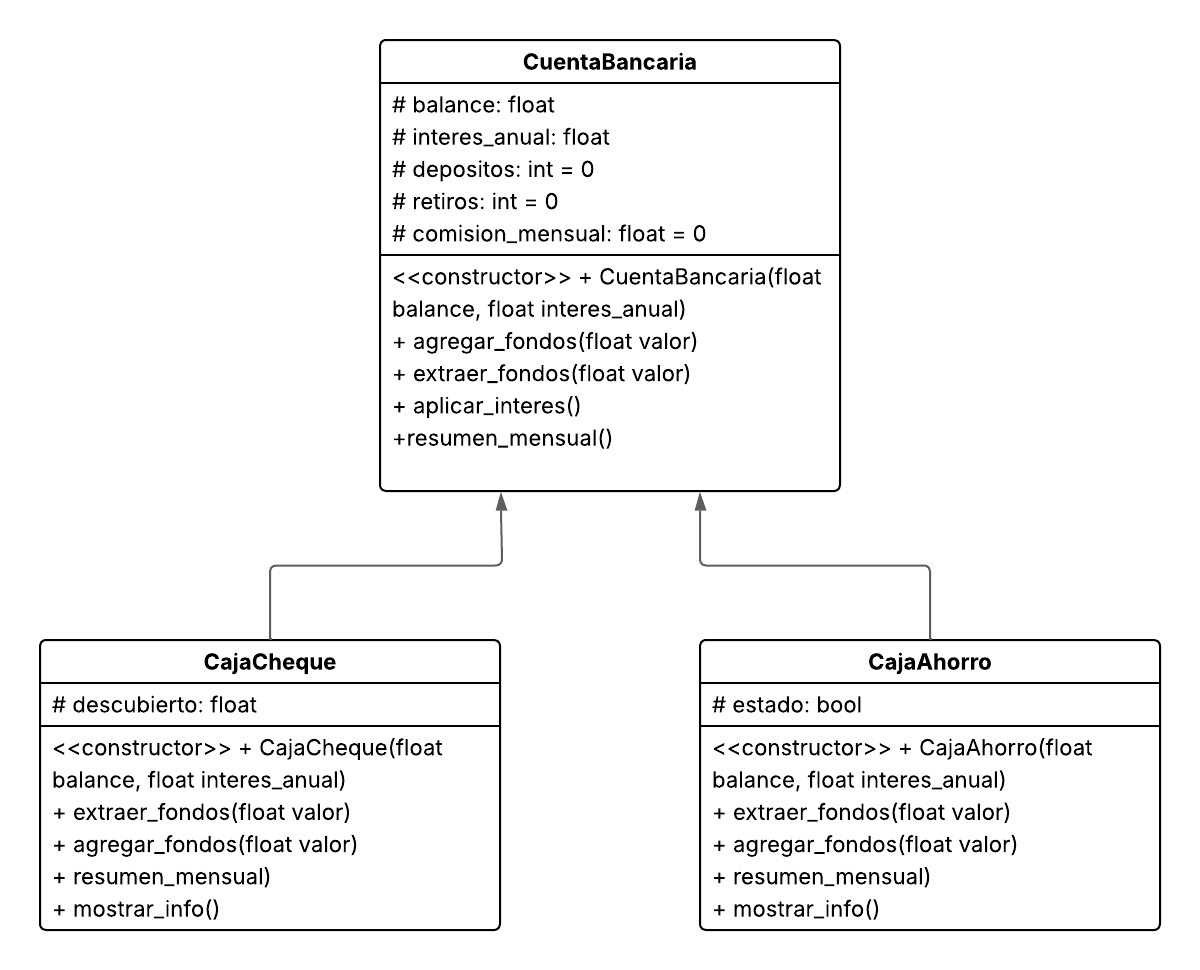 CuentaBancaria
# balance: float
# interes_anual: float
# depositos: int = 0
# retiros: int = 0
# comision_mensual: float = 0
<<constructor>> + CuentaBancaria(float
balance, float interes_anual)
+ agregar_fondos(float valor)
+ extraer_fondos(float valor)
+ aplicar_interes()
+resumen_mensual()
CajaCheque
# descubierto: float
<<constructor>> + CajaCheque(float
balance, float interes_anual)
+ extraer_fondos(float valor)
+ agregar_fondos(float valor)
+ resumen_mensual)
+ mostrar_info()
CajaAhorro
# estado: bool
<<constructor>> + CajaAhorro(float
balance, float interes_anual)
+ extraer_fondos(float valor)
+ agregar_fondos(float valor)
+ resumen_mensual)
+ mostrar_info()